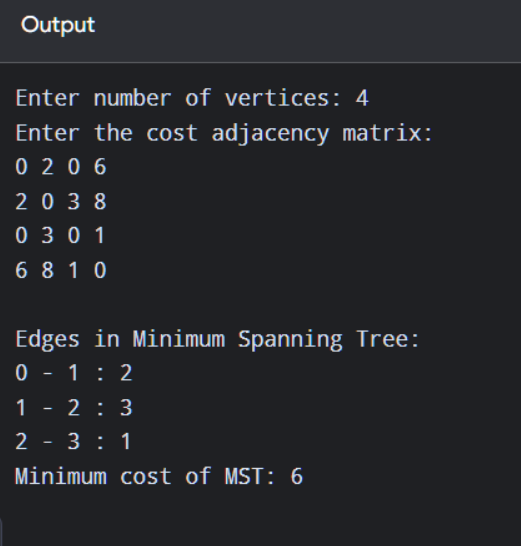 Output
Enter number of vertices: 4
Enter the cost adjacency matrix:
0 2 0 6
2 0 3 8
0 3 0 1
6 8 1 0
Edges in Minimum Spanning Tree:
0 - 1 : 2
1 - 2 : 3
2 - 3 : 1
Minimum cost of MST: 6